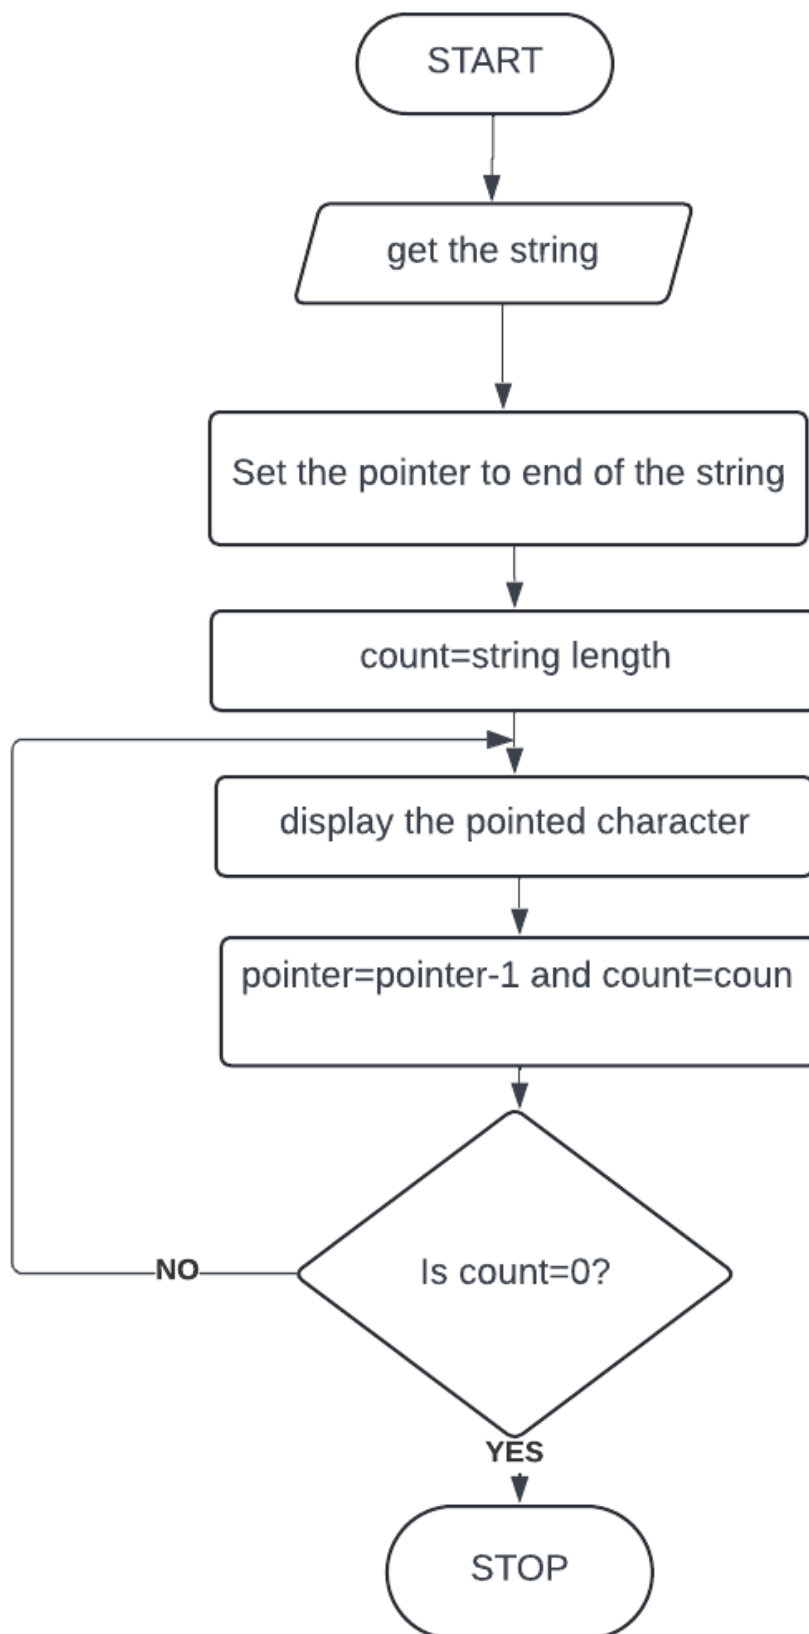 START
get the string
Set the pointer to end of the string
count=string length
display the pointed character
pointer=pointer-1 and count=coun
Is count=0?
NO
YES
STOP